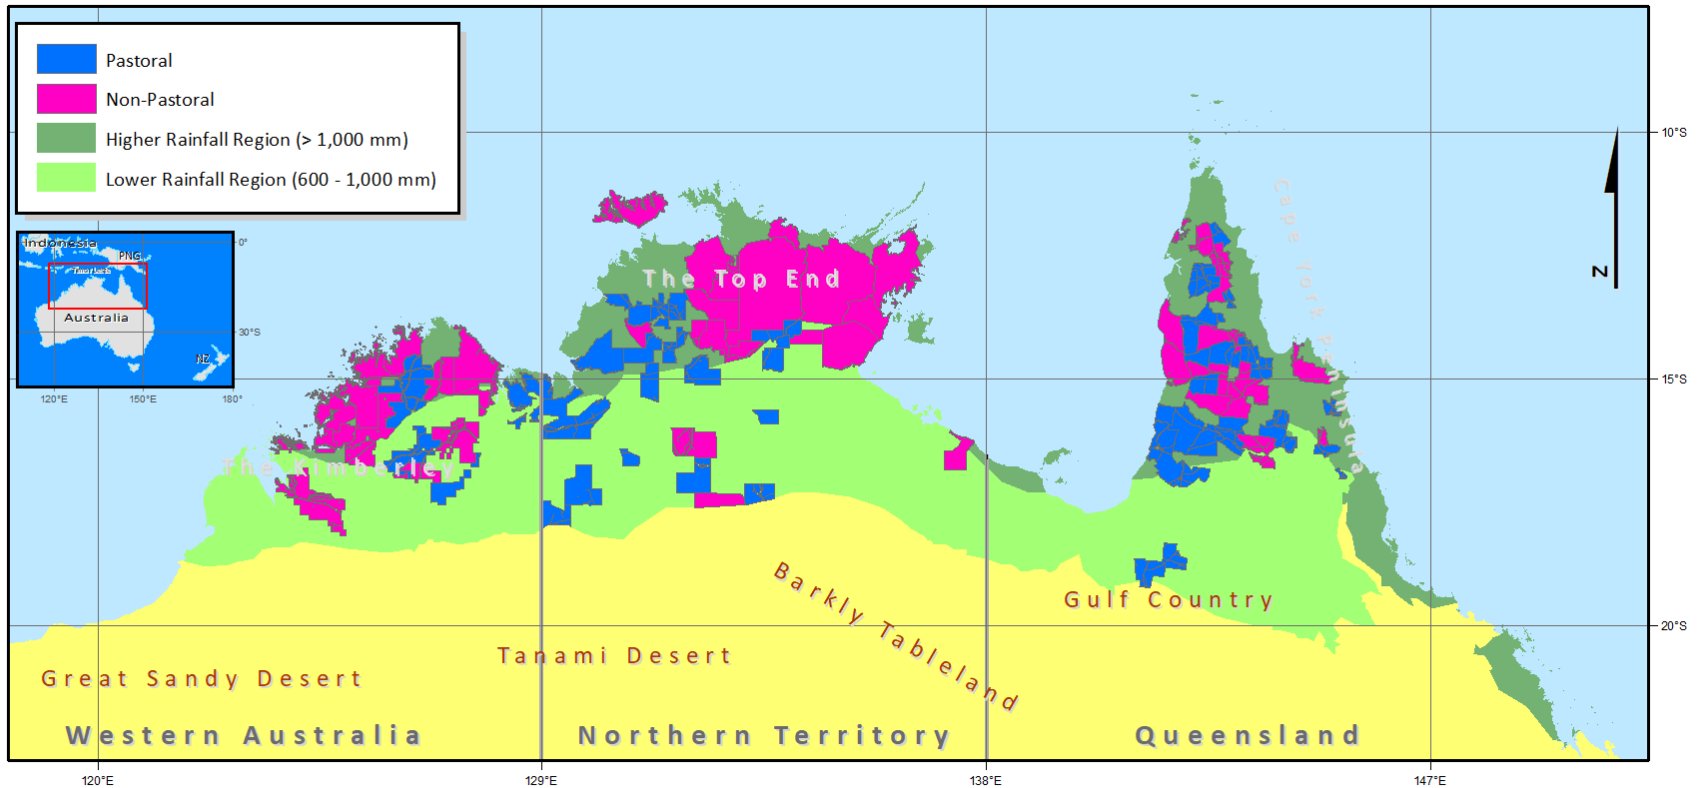 Pastoral
Non-Pastoral
Higher Rainfall Region (> 1,000 mm)
Lower Rainfall Region (600 - 1,000 mm)
Indonesia
PNG
Timor Leste
Australia
NZ
0°
30°S
120°E
150°E
180°
10°S
15°S
20°S
N
Cape York Peninsula
The Top End
The Kimberley
Barkly Tableland
Gulf Country
Tanami Desert
Great Sandy Desert
Western Australia
Northern Territory
Queensland
120°E
129°E
138°E
147°E